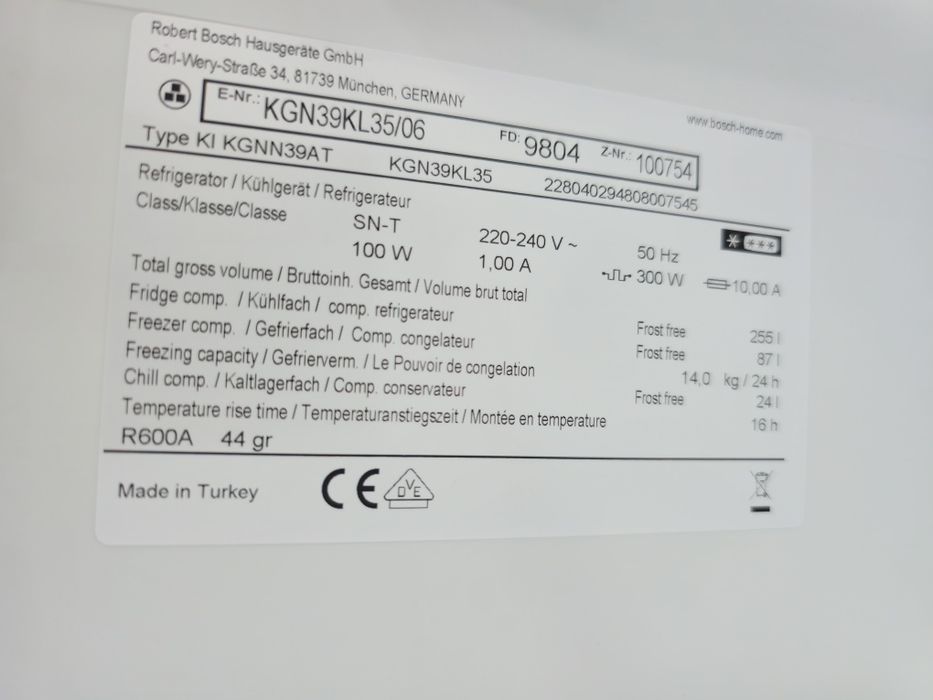 Robert Bosch Hausgeräte GmbH
Carl-Wery-Straße 34, 81739 München, GERMANY
www.bosch-home.com
E-Nr.: KGN39KL35/06 FD: 9804 Z-Nr.: 100754
Type KI KGNN39AT KGN39KL35 228040294808007545
Refrigerator / Kühlgerät / Refrigerateur
Class/Klasse/Classe SN-T 220-240 V ~ 50 Hz
100 W 1,00 A 300 W 10,00 A
Total gross volume / Bruttoinh. Gesamt / Volume brut total
Fridge comp. / Kühlfach / comp. refrigerateur Frost free 255 l
Freezer comp. / Gefrierfach / Comp. congelateur Frost free 87 l
Freezing capacity / Gefrierverm. / Le Pouvoir de congelation 14,0 kg / 24 h
Chill comp. / Kaltlagerfach / Comp. conservateur Frost free 24 l
Temperature rise time / Temperaturanstiegszeit / Montée en temperature 16 h
R600A 44 gr
Made in Turkey CE DVE